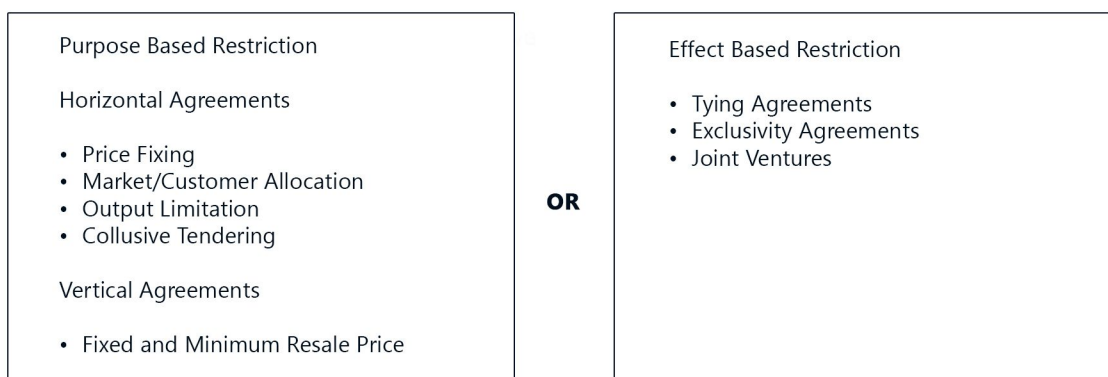 Purpose Based Restriction
Horizontal Agreements
• Price Fixing
• Market/Customer Allocation
• Output Limitation
• Collusive Tendering
Vertical Agreements
• Fixed and Minimum Resale Price
OR
Effect Based Restriction
• Tying Agreements
• Exclusivity Agreements
• Joint Ventures